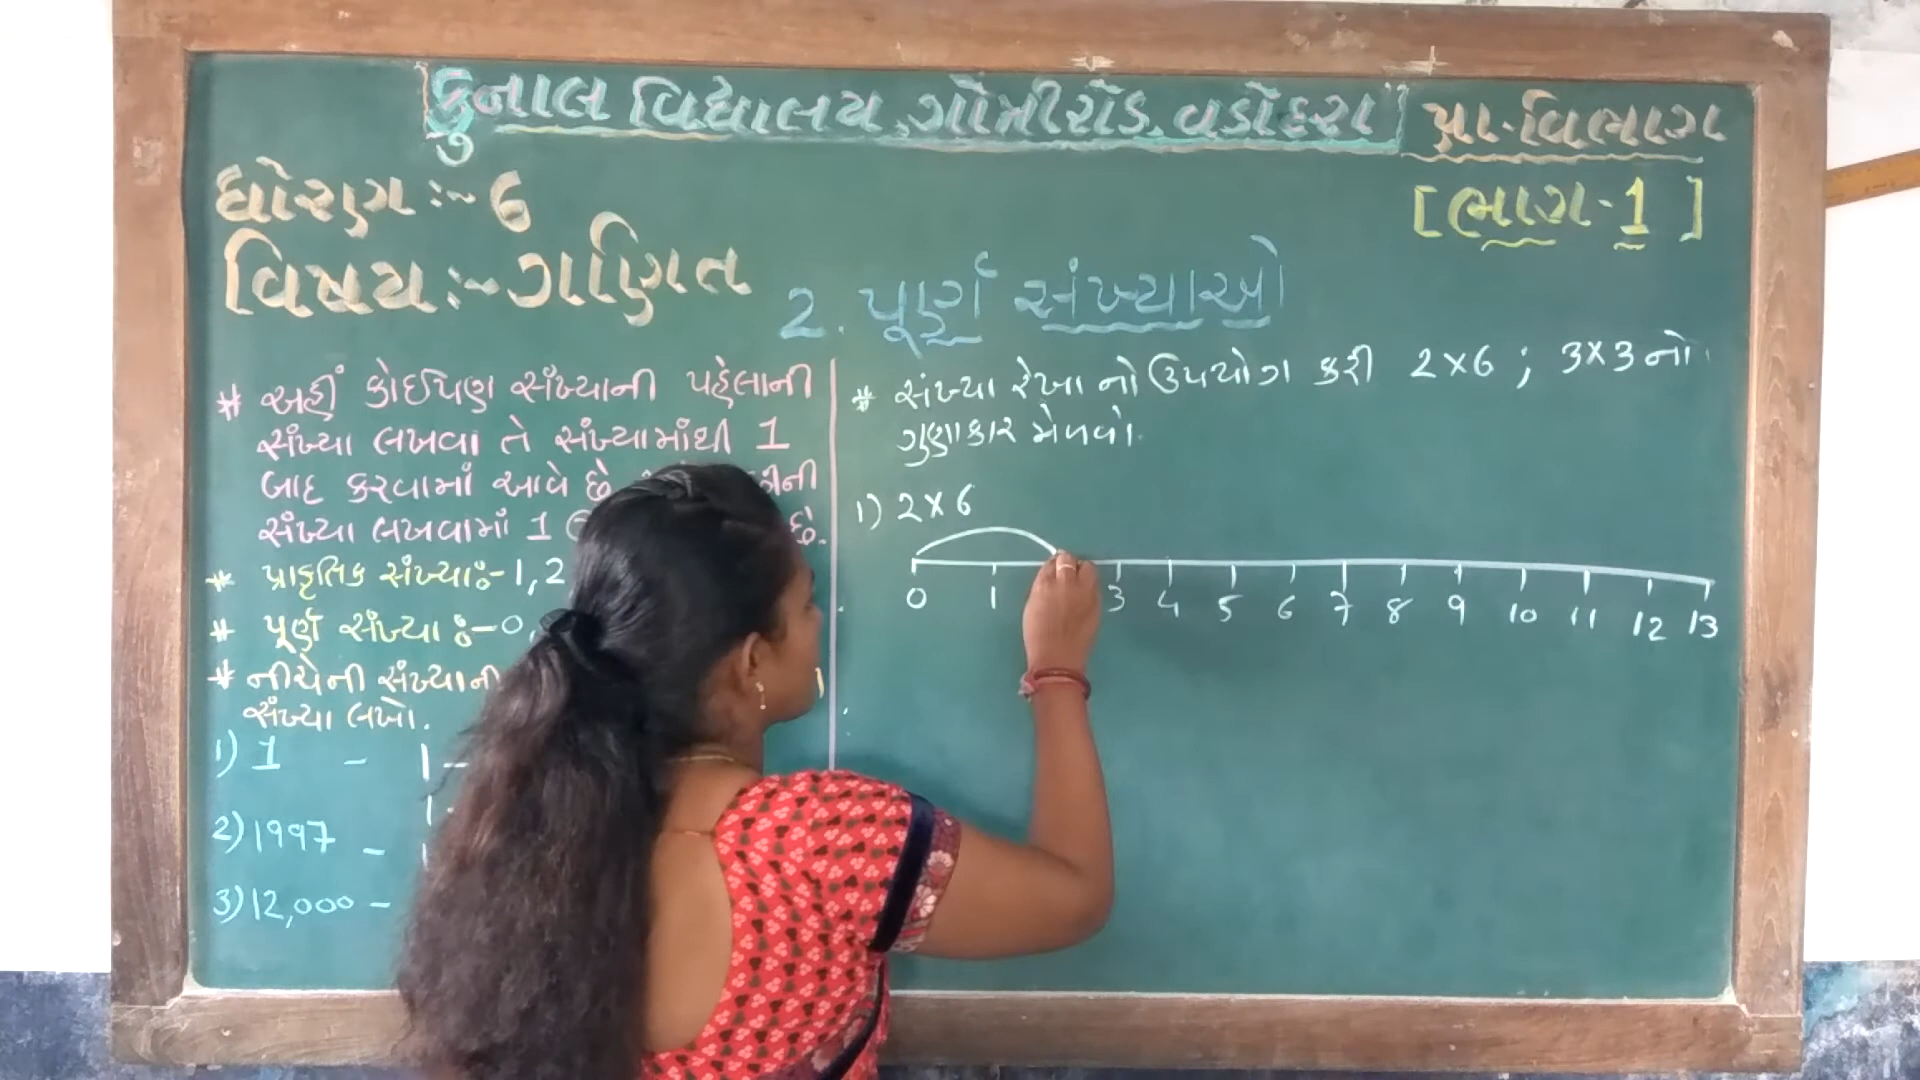 કુનાલ વિદ્યાલય ગોત્રીરોડ. વડોદરા" પ્રા.વિભાગ
[ભાગ-1]
ધોરણ:- 6
વિષય:- ગણિત
2. પૂર્ણ સંખ્યાઓ
* અહીં કોઈપણ સંખ્યાની પહેલાની
સંખ્યા લખવા તે સંખ્યામાંથી 1
બાદ કરવામાં આવે છે
સંખ્યા લખવામાં 1 છે.
* પ્રાકૃતિક સંખ્યા:- 1, 2
* પૂર્ણ સંખ્યા:- 0,
* નીચેની સંખ્યાની
સંખ્યા લખો.
1) 1 -
2) 1997 -
3) 12,000 -
* સંખ્યા રેખા નો ઉપયોગ કરી 2×6 ; 3×3 નો
ગુણાકાર મેળવો.
1) 2×6
0 1 3 4 5 6 7 8 9 10 11 12 13